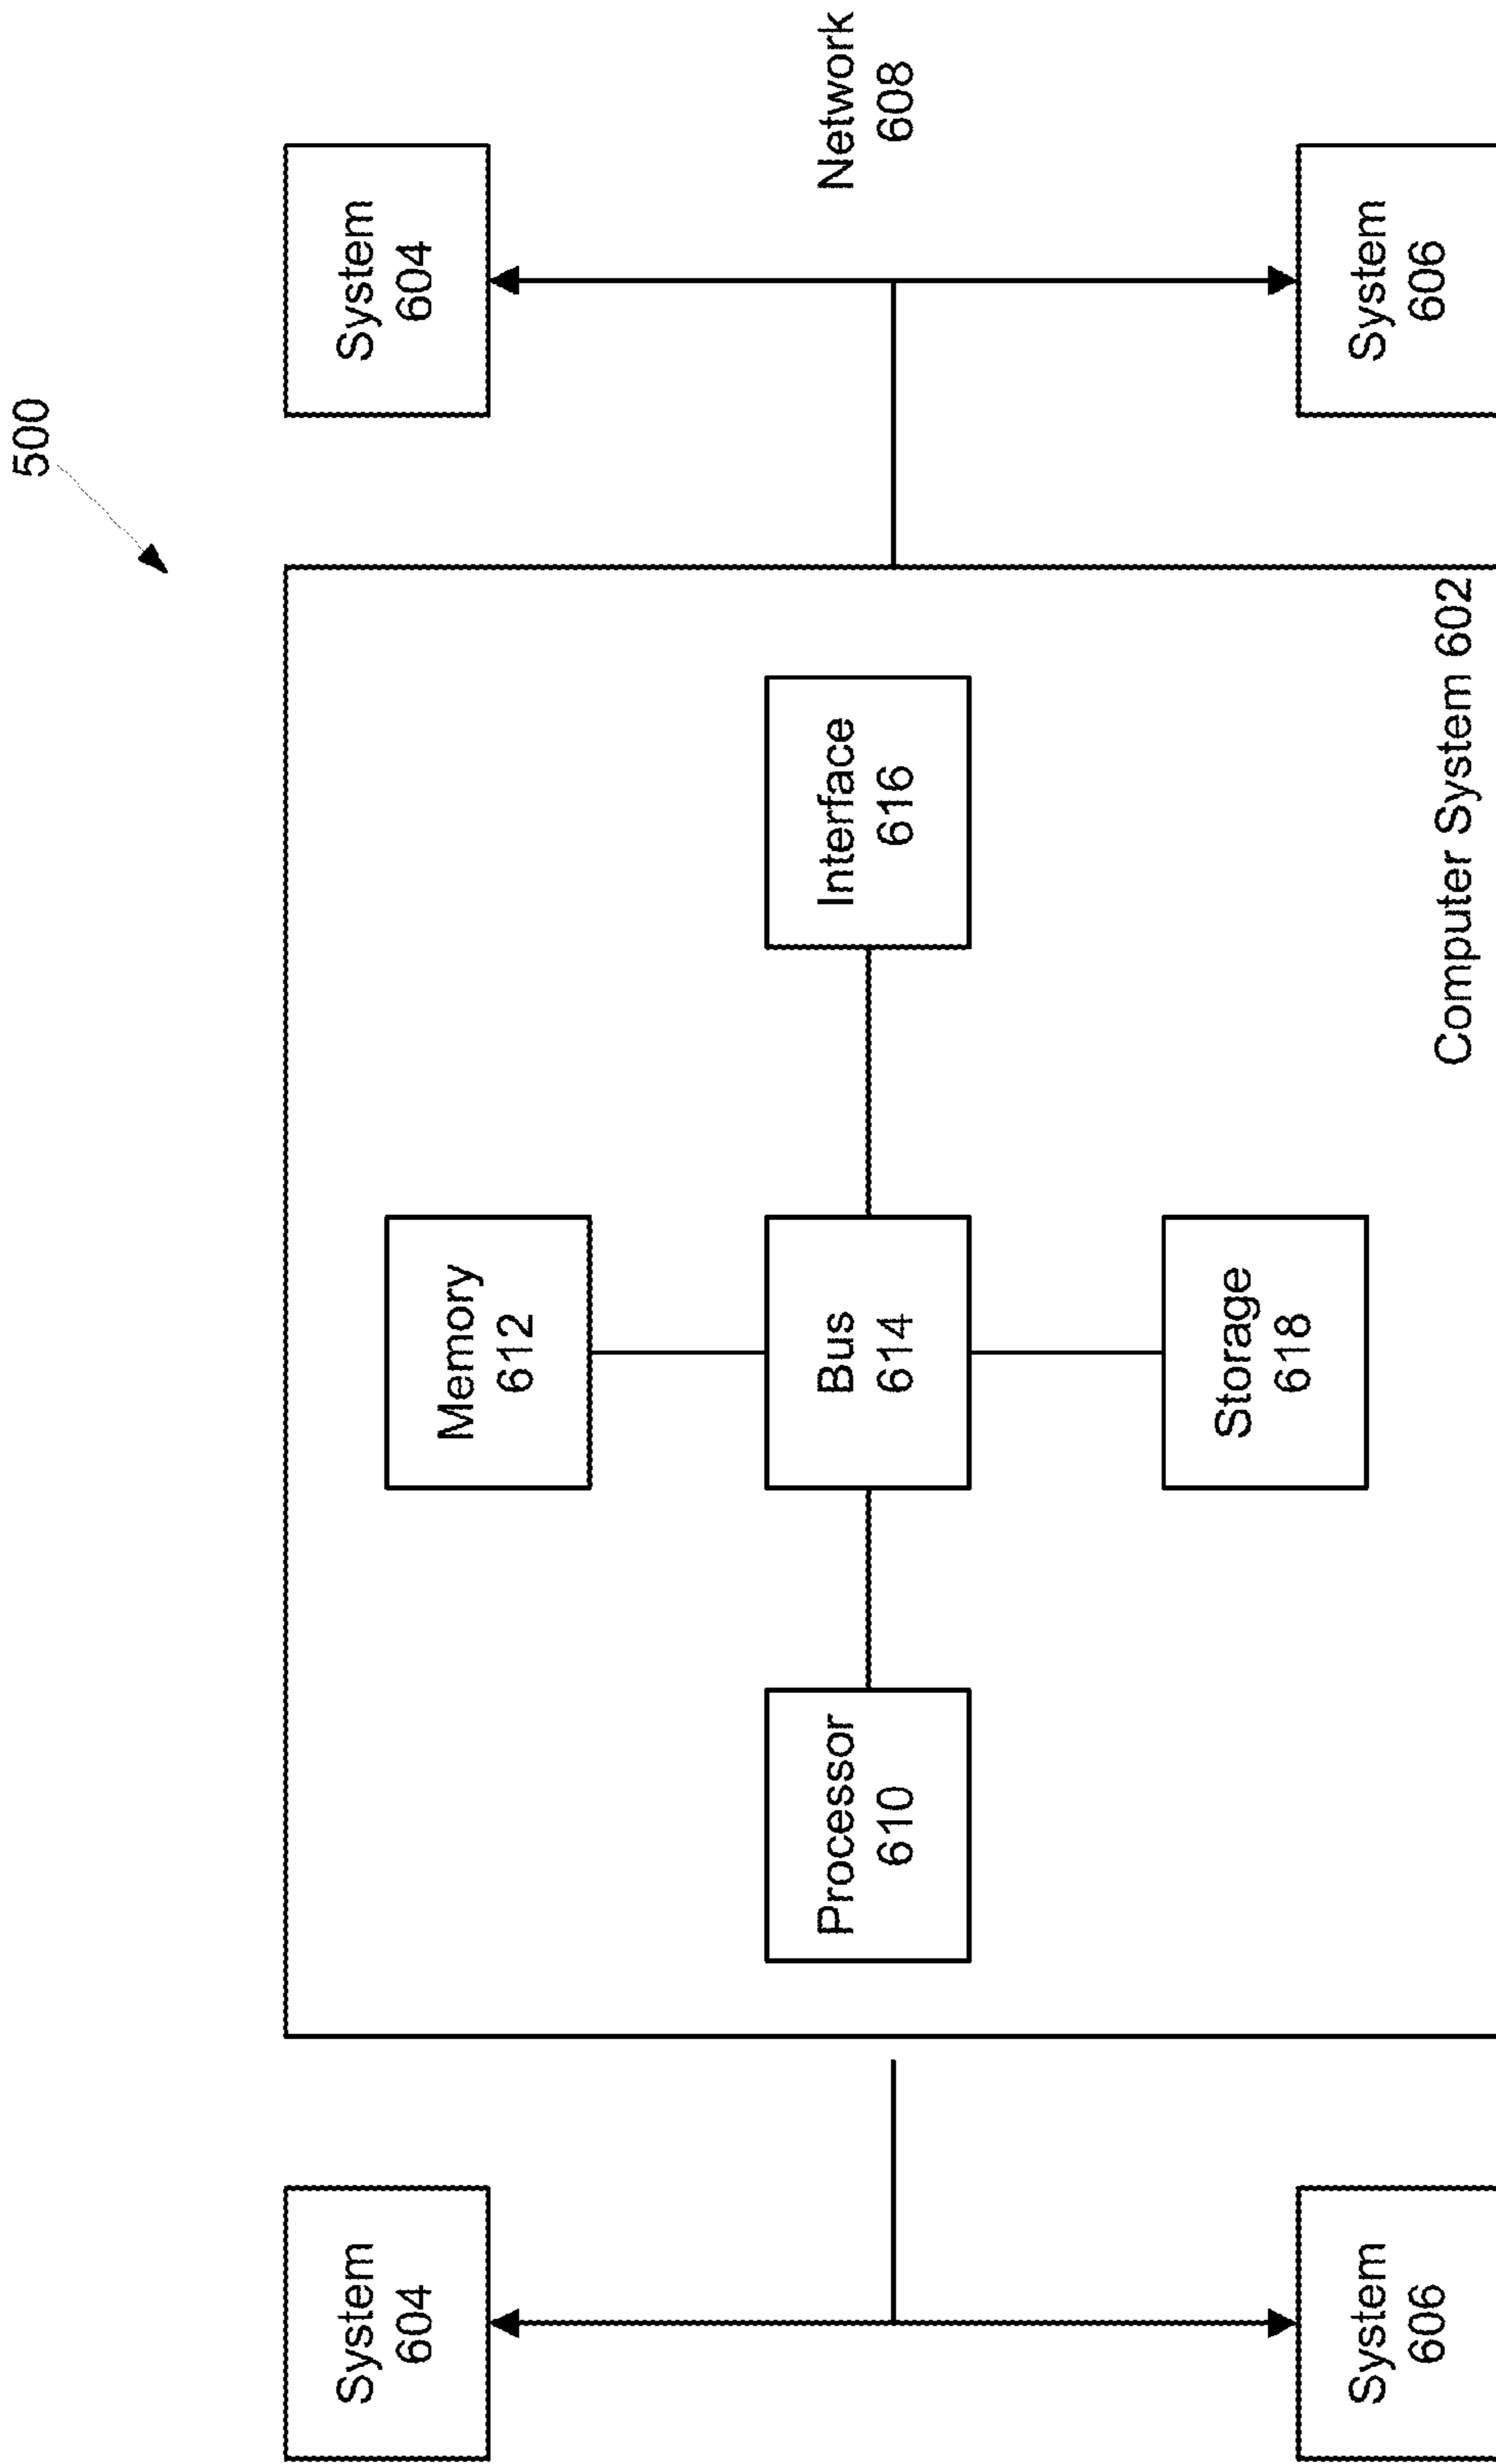 500
System
604
System
604
Memory
612
Processor
610
Bus
614
Interface
616
Network
608
Storage
618
System
606
Computer System 602
System
606